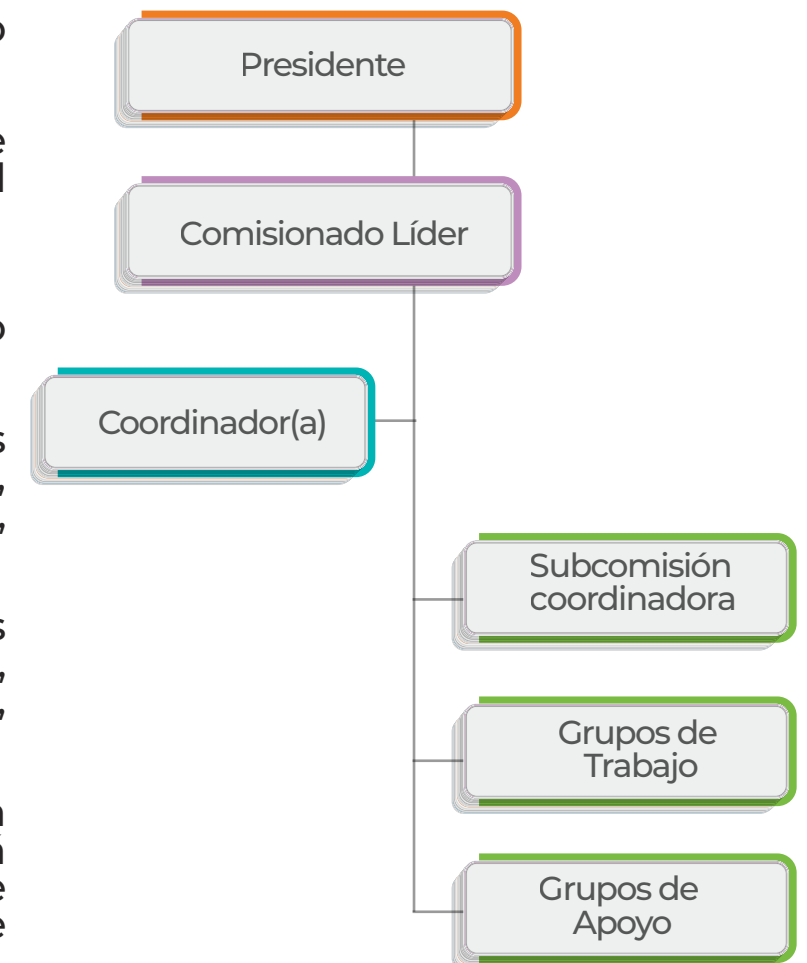 Presidente
Comisionado Líder
Coordinador(a)
Subcomisión
coordinadora
Grupos de
Trabajo
Grupos de
Apoyo